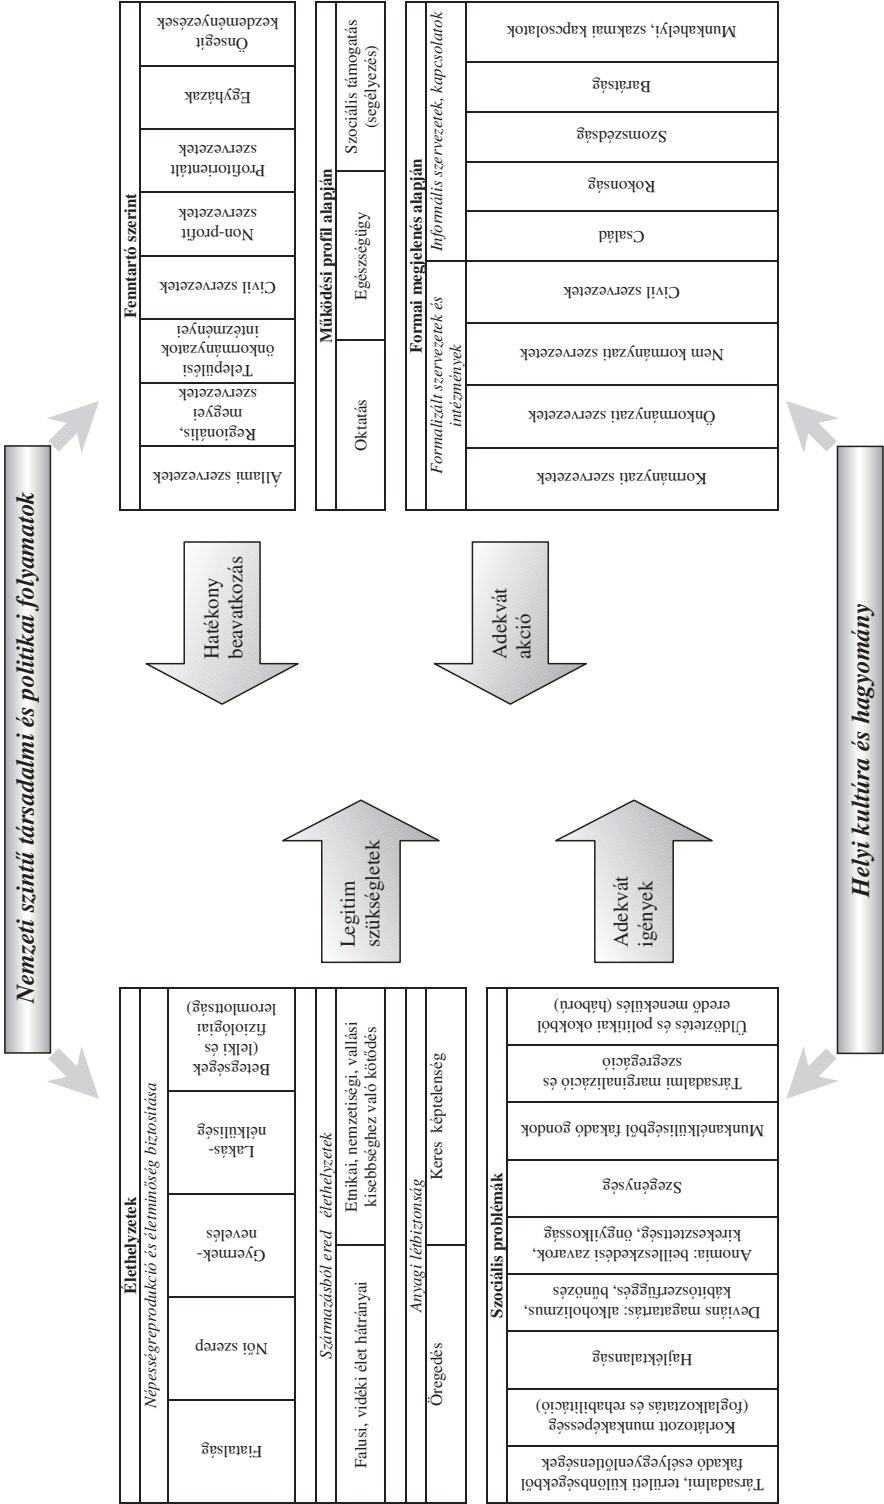 Nemzeti szintű társadalmi és politikai folyamatok
Élethelyzetek
Népességreprodukció és életminőség biztosítása
Fiatalság
Női szerep
Gyermek-
nevelés
Lakás-
nélküliség
Betegségek
(lelki és
fiziológiai
leromlottság)
Származásból ered élethelyzetek
Falusi, vidéki élet hátrányai
Etnikai, nemzetiségi, vallási
kisebbséghez való kötődés
Anyagi létbiztonság
Öregedés
Keres képtelenség
Szociális problémák
Társadalmi, területi különbségekből
fakadó esélyegyenlőtlenségek
Korlátozott munkaképesség
(foglalkoztatás és rehabilitáció)
Hajléktalanság
Deviáns magatartás: alkoholizmus,
kábítószerfüggés, bűnözés
Anomia: beilleszkedési zavarok,
kirekesztettség, öngyilkosság
Szegénység
Munkanélküliségből fakadó gondok
Társadalmi marginalizáció és
szegregáció
Üldöztetés és politikai okokból
eredő menekülés (háború)
Legitim
szükségletek
Adekvát
igények
Hatékony
beavatkozás
Adekvát
akció
Fenntartó szerint
Állami szervezetek
Regionális,
megyei
szervezetek
Települési
önkormányzatok
intézményei
Civil szervezetek
Non-profit
szervezetek
Profitorientált
szervezetek
Egyházak
Önsegít
kezdeményezések
Működési profil alapján
Oktatás
Egészségügy
Szociális támogatás
(segélyezés)
Formai megjelenés alapján
Formalizált szervezetek és
intézmények
Informális szervezetek, kapcsolatok
Kormányzati szervezetek
Önkormányzati szervezetek
Nem kormányzati szervezetek
Civil szervezetek
Család
Rokonság
Szomszédság
Barátság
Munkahelyi, szakmai kapcsolatok
Helyi kultúra és hagyomány